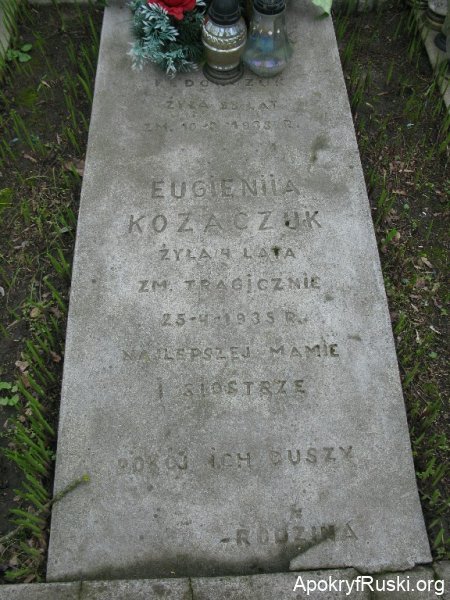 ŻYŁA
LAT
ZM.
R.
EUGIENIIA
KOZACZUK
ŻYŁA 4 LATA
ZM. TRAGICZNIE
25-4-1935 R.
NAJLEPSZEJ MAMIE
I SIOSTRZE
POKÓJ ICH DUSZY
-RODZINA
ApokryfRuski.org